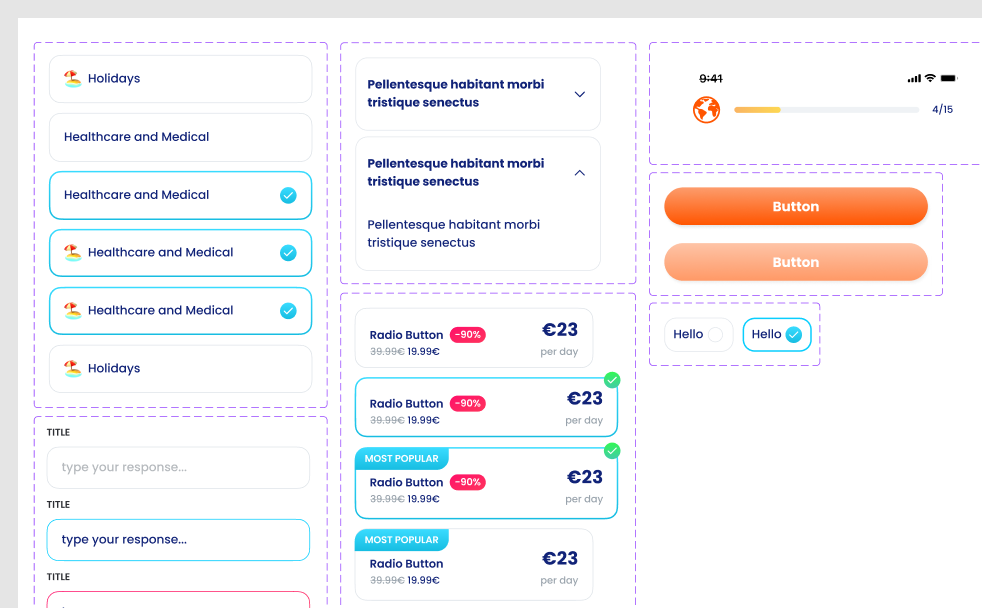 Holidays
Healthcare and Medical
Healthcare and Medical
Healthcare and Medical
Healthcare and Medical
Holidays
TITLE
type your response...
TITLE
type your response...
TITLE
Pellentesque habitant morbi
tristique senectus
Pellentesque habitant morbi
tristique senectus
Pellentesque habitant morbi
tristique senectus
Radio Button -90% €23
39.99€ 19.99€ per day
Radio Button -90% €23
39.99€ 19.99€ per day
MOST POPULAR
Radio Button -90% €23
39.99€ 19.99€ per day
MOST POPULAR
Radio Button €23
39.99€ 19.99€ per day
9:41
4/15
Button
Button
Hello Hello